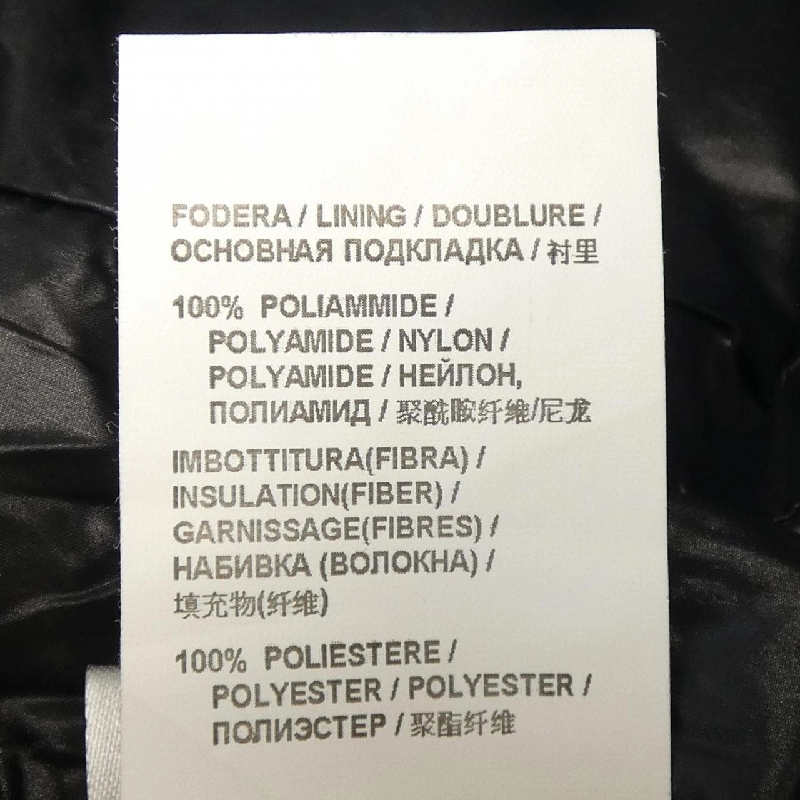 FODERA / LINING / DOUBLURE /
ОСНОВНАЯ ПОДКЛАДКА / 衬里
100% POLIAMMIDE /
POLYAMIDE / NYLON /
POLYAMIDE / НЕЙЛОН,
ПОЛИАМИД / 聚酰胺纤维/尼龙
IMBOTTITURA(FIBRA) /
INSULATION(FIBER) /
GARNISSAGE(FIBRES) /
НАБИВКА (ВОЛОКНА) /
填充物(纤维)
100% POLIESTERE /
POLYESTER / POLYESTER /
ПОЛИЭСТЕР / 聚酯纤维